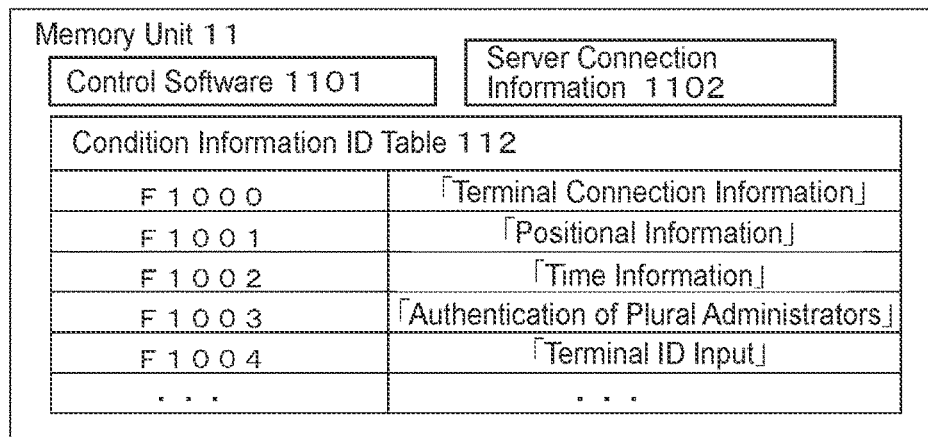 Memory Unit 11
Control Software 1101
Server Connection
Information 1102
Condition Information ID Table 112
F1000 「Terminal Connection Information」
F1001 「Positional Information」
F1002 「Time Information」
F1003 「Authentication of Plural Administrators」
F1004 「Terminal ID Input」
... ...